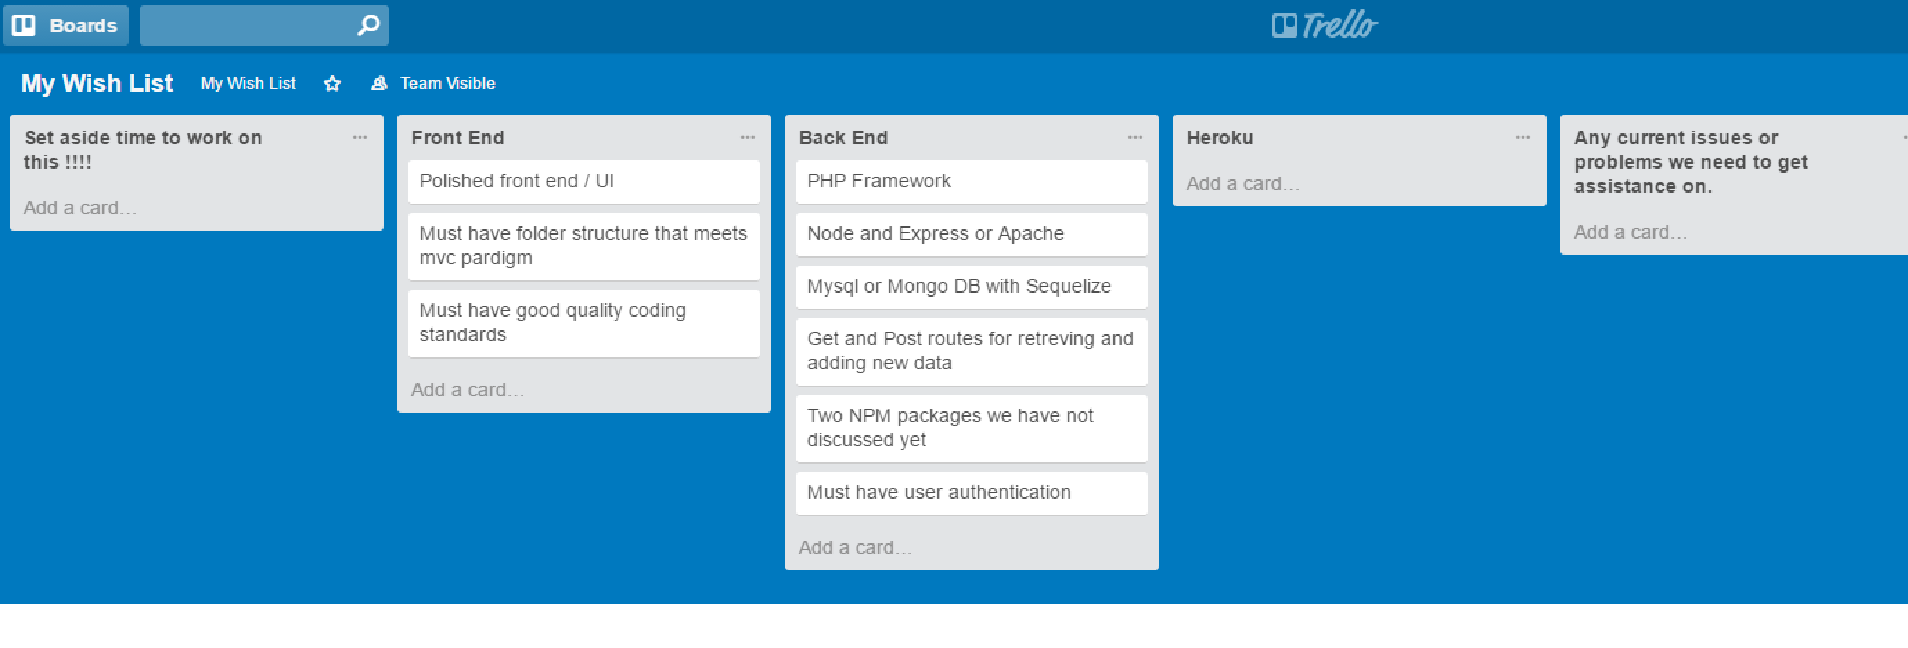 Boards
Trello
My Wish List My Wish List Team Visible
Set aside time to work on
this !!!!
Add a card…
Front End
Polished front end / UI
Must have folder structure that meets
mvc pardigm
Must have good quality coding
standards
Add a card…
Back End
PHP Framework
Node and Express or Apache
Mysql or Mongo DB with Sequelize
Get and Post routes for retreving and
adding new data
Two NPM packages we have not
discussed yet
Must have user authentication
Add a card…
Heroku
Add a card…
Any current issues or
problems we need to get
assistance on.
Add a card…